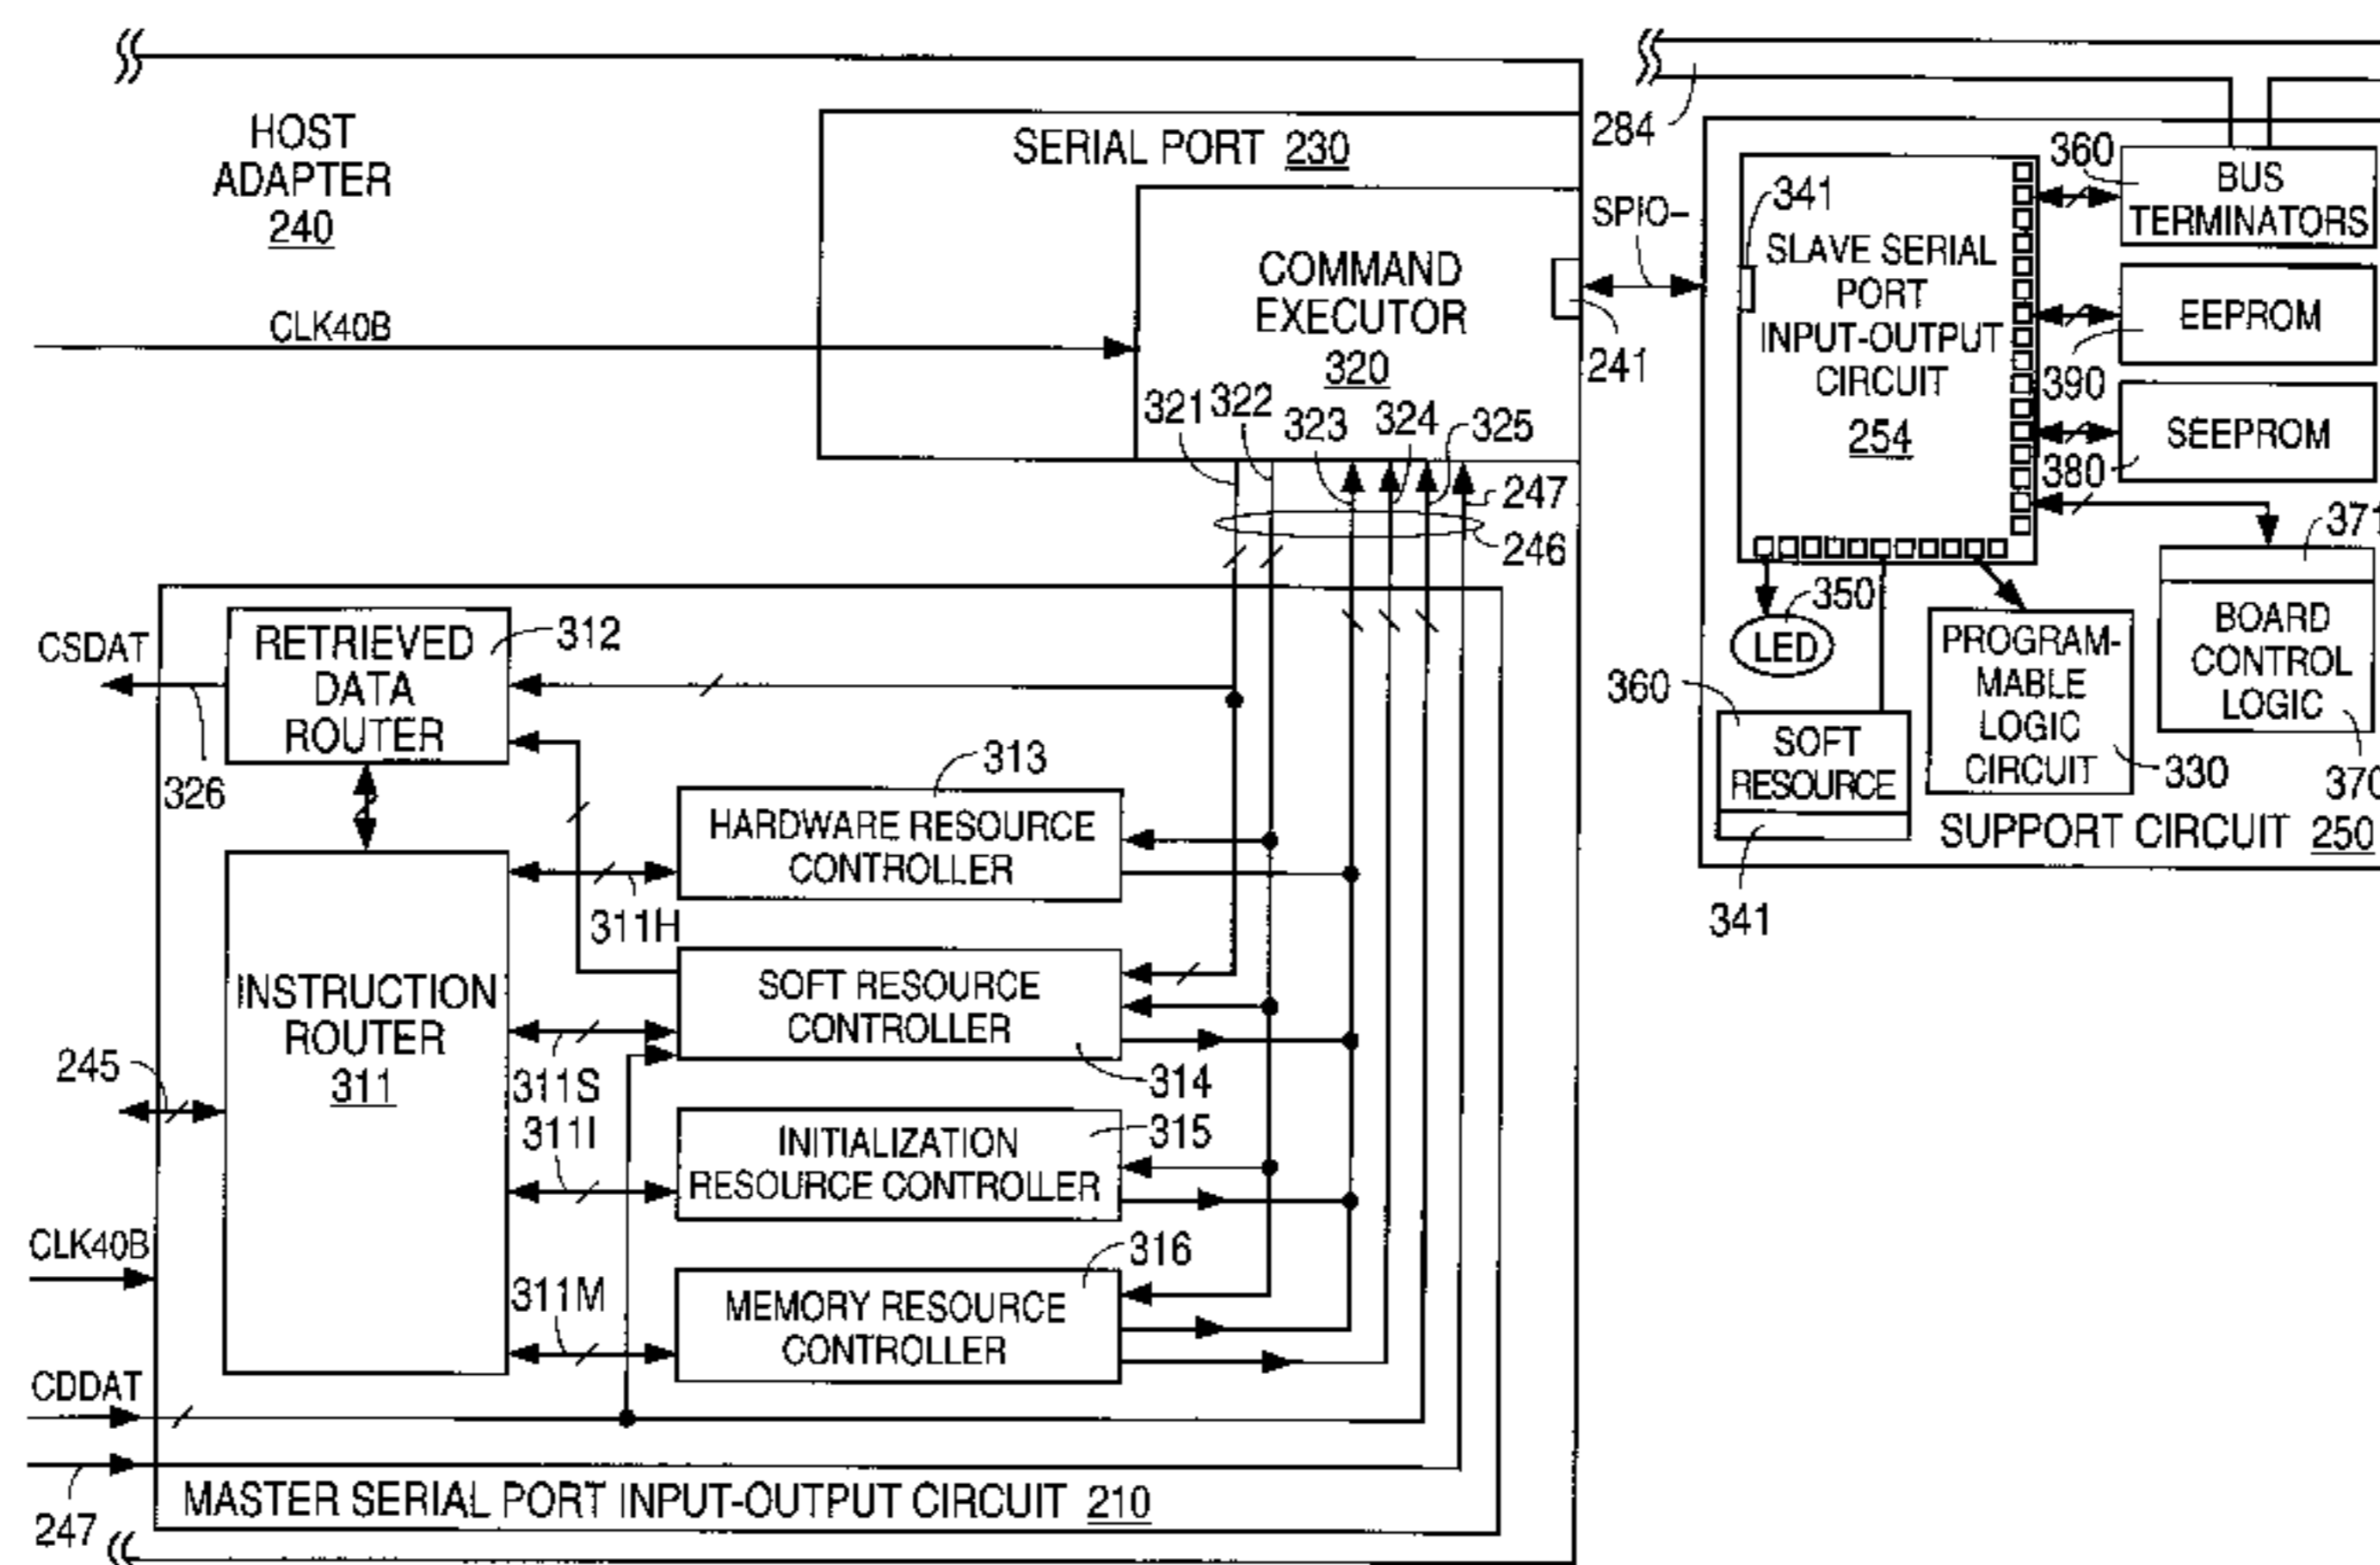 HOST
ADAPTER
240
SERIAL PORT 230
CLK40B
COMMAND
EXECUTOR
320
SPIO-
241
321
322
323
324
325
247
246
284
341
SLAVE SERIAL
PORT
INPUT-OUTPUT
CIRCUIT
254
360
BUS
TERMINATORS
EEPROM
390
SEEPROM
380
371
BOARD
CONTROL
LOGIC
370
350
LED
PROGRAM-
MABLE
LOGIC
CIRCUIT
330
360
SOFT
RESOURCE
341
SUPPORT CIRCUIT 250
CSDAT
326
RETRIEVED
DATA
ROUTER
312
313
HARDWARE RESOURCE
CONTROLLER
311H
INSTRUCTION
ROUTER
311
SOFT RESOURCE
CONTROLLER
314
245
311S
311I
INITIALIZATION
RESOURCE CONTROLLER
315
CLK40B
311M
316
MEMORY RESOURCE
CONTROLLER
CDDAT
247
MASTER SERIAL PORT INPUT-OUTPUT CIRCUIT 210